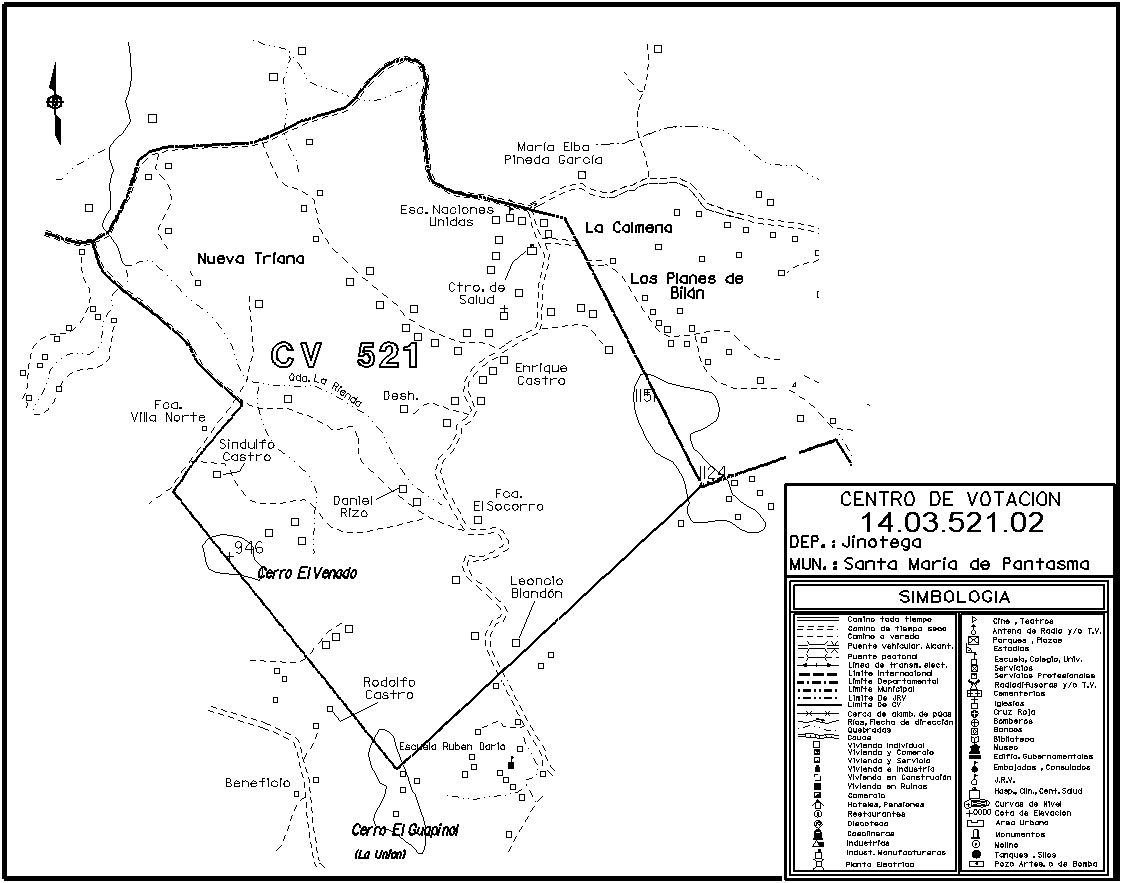 María Elba
Pineda García
Esc. Naciones
Unidas
La Colmena
Nueva Triana
Los Planes de
Bilán
Ctro. de
Salud
CV 521
Enrique
Castro
Qda. La Rienda
Desh.
1151
Fca.
Villa Norte
Sindulfo
Castro
1124
Daniel
Rizo
Fca.
El Socorro
946
Cerro El Venado
Leoncio
Blandón
Rodolfo
Castro
Escuela Ruben Dario
Beneficio
Cerro El Guapinol
(La Union)
CENTRO DE VOTACION
14.03.521.02
DEP.: Jinotega
MUN.: Santa Maria de Pantasma
SIMBOLOGIA
Camino todo tiempo
Camino de tiempo seco
Camino o vereda
Puente vehicular. Alcant.
Puente peatonal
Línea de transm. elect.
Limite Internacional
Limite Departamental
Limite Municipal
Limite De JRV
Limite De CV
Cerca de alamb. de púas
Ríos, Flecha de dirección
Quebradas
Cauce
Vivienda Individual
Vivienda y Comercio
Vivienda y Servicio
Vivienda e Industria
Vivienda en Construcción
Vivienda en Ruinas
Comercio
Hoteles, Pensiones
Restaurantes
Discoteca
Gasolineras
Industrias
Indust. Manufactureras
Planta Electrica
Cine, Teatros
Antena de Radio y/o T.V.
Parques, Plazas
Estadios
Escuela, Colegio, Univ.
Servicios
Servicios Profesionales
Radiodifusoras y/o T.V.
Cementerios
Iglesias
Cruz Roja
Bomberos
Bancos
Biblioteca
Museo
Edific. Gubernamentales
Embajadas, Consulados
J.R.V.
Hosp., Clin., Cent. Salud
Curvas de Nivel
Cota de Elevacion
Area Urbana
Monumentos
Molino
Tanques, Silos
Pozo Artes. o de Bomba